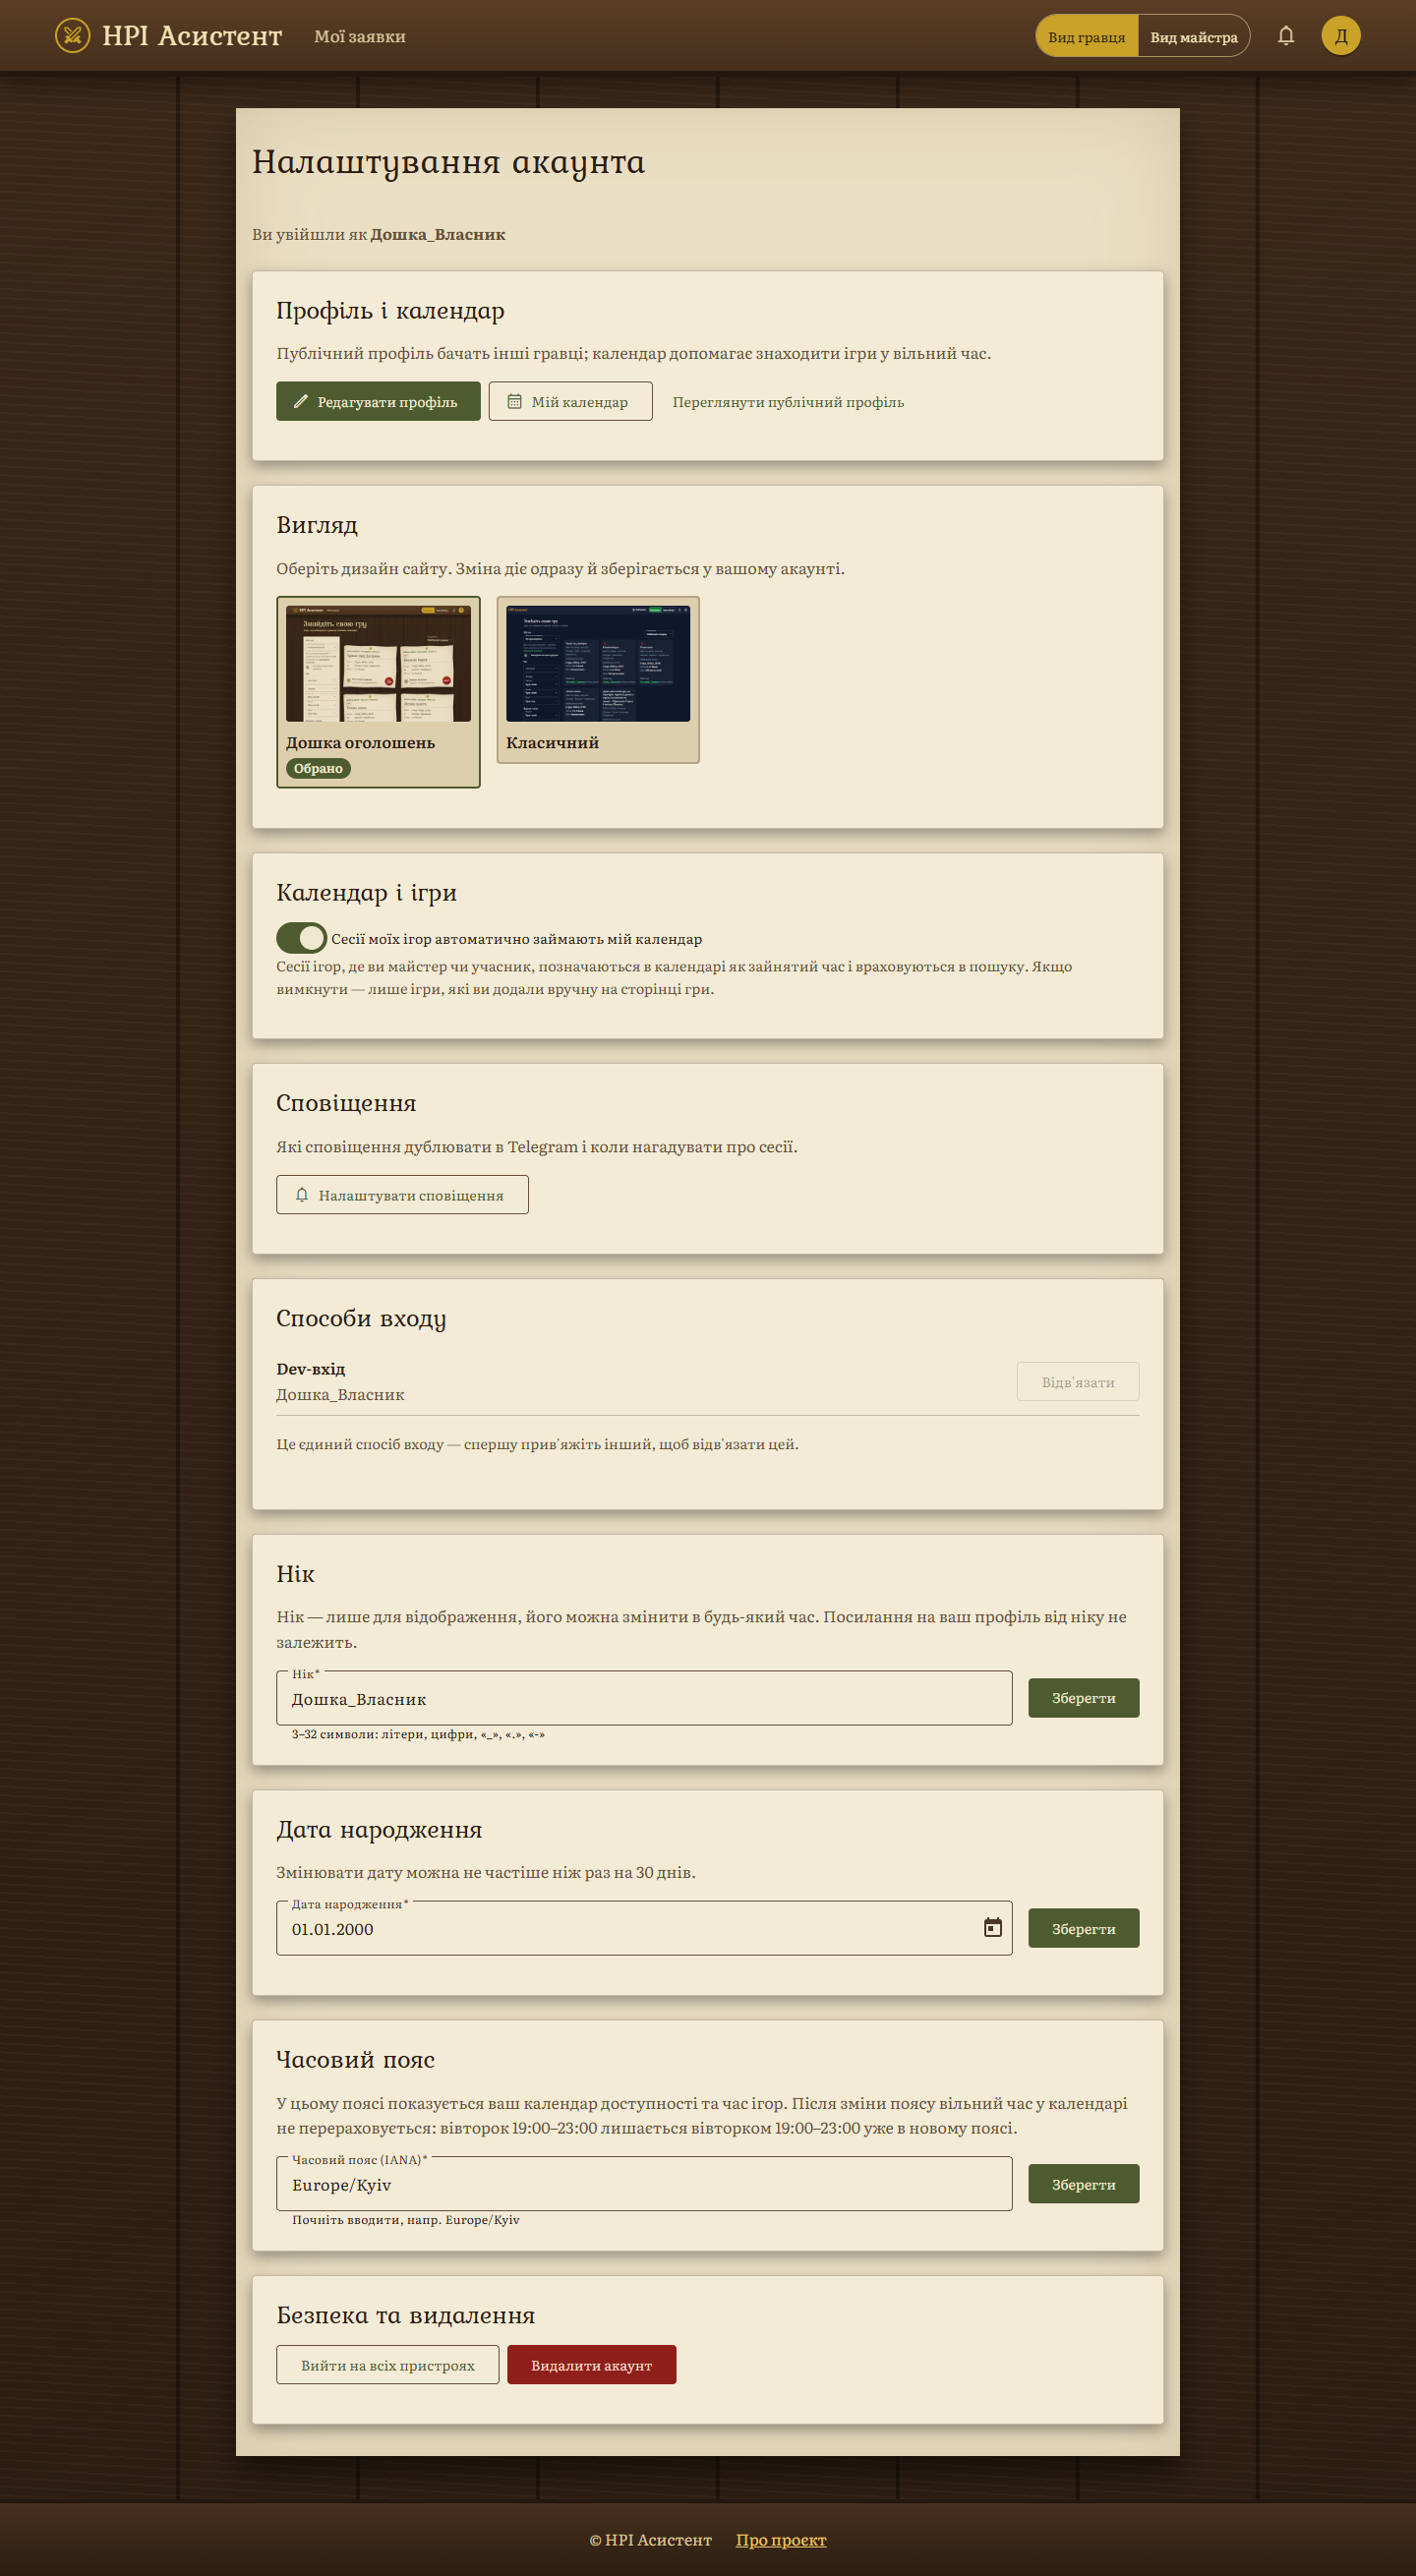 НРІ Асистент
Мої заявки
Вид гравця
Вид майстра
Д
Налаштування акаунта
Ви увійшли як Дошка_Власник
Профіль і календар
Публічний профіль бачать інші гравці; календар допомагає знаходити ігри у вільний час.
Редагувати профіль
Мій календар
Переглянути публічний профіль
Вигляд
Оберіть дизайн сайту. Зміна діє одразу й зберігається у вашому акаунті.
Дошка оголошень
Обрано
Класичний
Календар і ігри
Сесії моїх ігор автоматично займають мій календар
Сесії ігор, де ви майстер чи учасник, позначаються в календарі як зайнятий час і враховуються в пошуку. Якщо
вимкнути — лише ігри, які ви додали вручну на сторінці гри.
Сповіщення
Які сповіщення дублювати в Telegram і коли нагадувати про сесії.
Налаштувати сповіщення
Способи входу
Dev-вхід
Дошка_Власник
Відв'язати
Це єдиний спосіб входу — спершу прив'яжіть інший, щоб відв'язати цей.
Нік
Нік — лише для відображення, його можна змінити в будь-який час. Посилання на ваш профіль від ніку не
залежить.
Нік*
Дошка_Власник
Зберегти
3–32 символи: літери, цифри, «_», «.», «-»
Дата народження
Змінювати дату можна не частіше ніж раз на 30 днів.
Дата народження*
01.01.2000
Зберегти
Часовий пояс
У цьому поясі показується ваш календар доступності та час ігор. Після зміни поясу вільний час у календарі
не перераховується: вівторок 19:00–23:00 лишається вівторком 19:00–23:00 уже в новому поясі.
Часовий пояс (IANA)*
Europe/Kyiv
Зберегти
Почніть вводити, напр. Europe/Kyiv
Безпека та видалення
Вийти на всіх пристроях
Видалити акаунт
© НРІ Асистент
Про проєкт